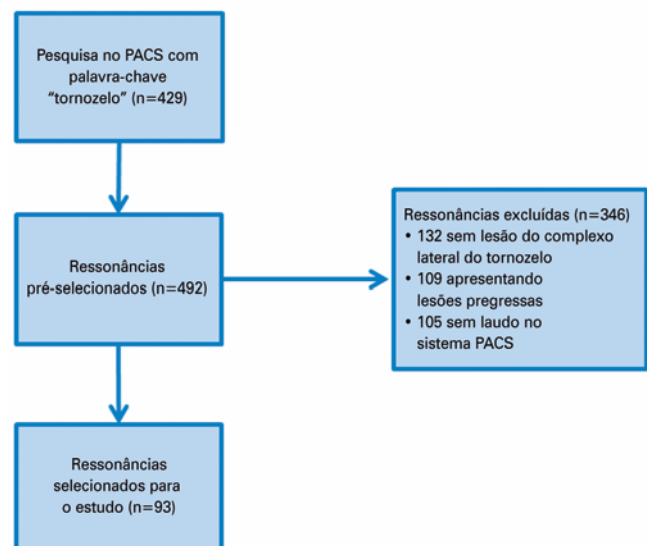 Pesquisa no PACS com
palavra-chave
“tornozelo” (n=429)
Ressonâncias
pré-selecionados (n=492)
Ressonâncias excluídas (n=346)
• 132 sem lesão do complexo
lateral do tornozelo
• 109 apresentando
lesões pregressas
• 105 sem laudo no
sistema PACS
Ressonâncias
selecionados para
o estudo (n=93)